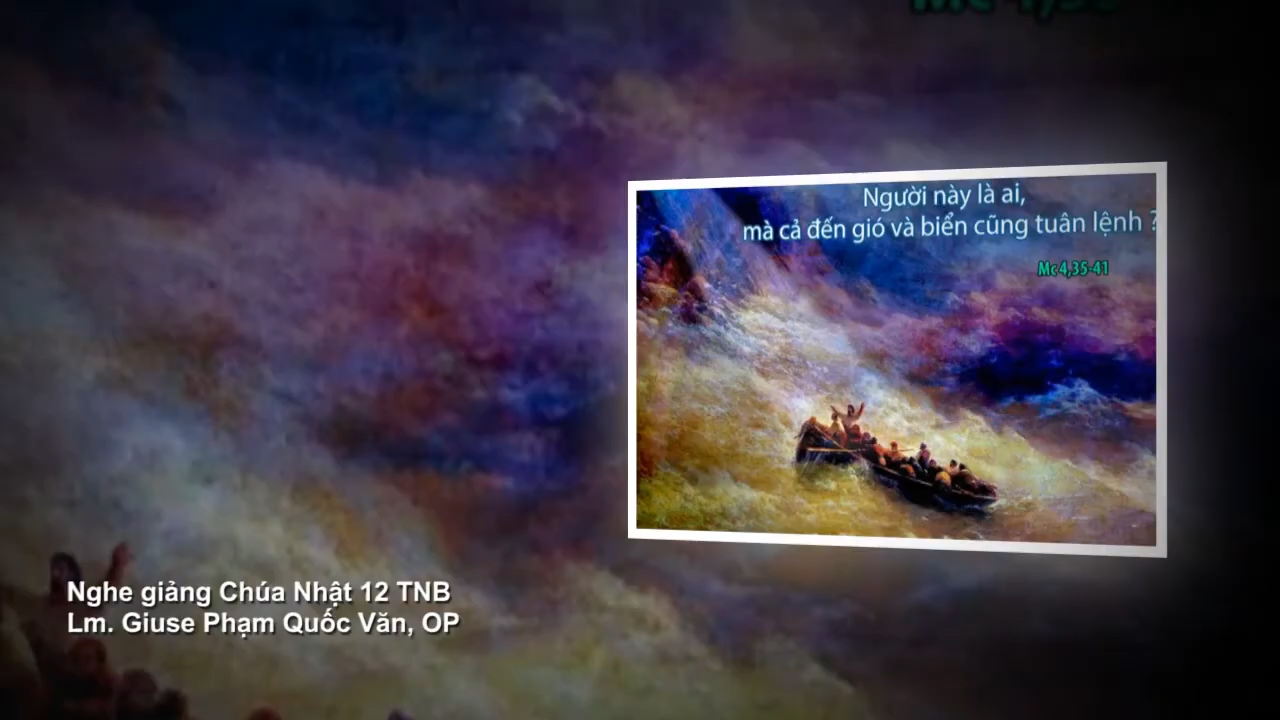 Người này là ai,
mà cả đến gió và biển cũng tuân lệnh ?
Mc 4,35-41
Nghe giảng Chúa Nhật 12 TNB
Lm. Giuse Phạm Quốc Văn, OP